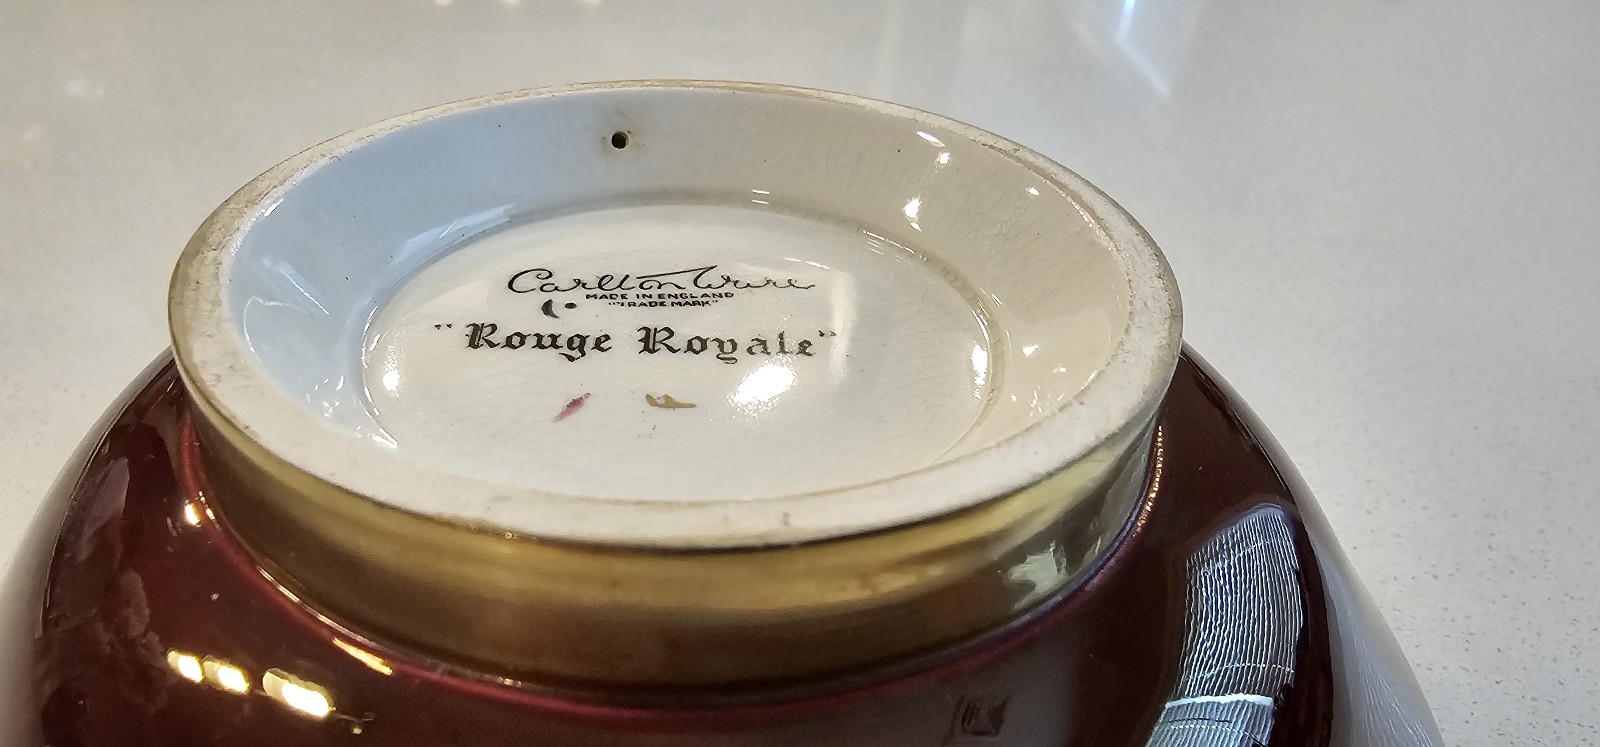 Carlton Ware
MADE IN ENGLAND
"TRADE MARK"
"Rouge Royale"